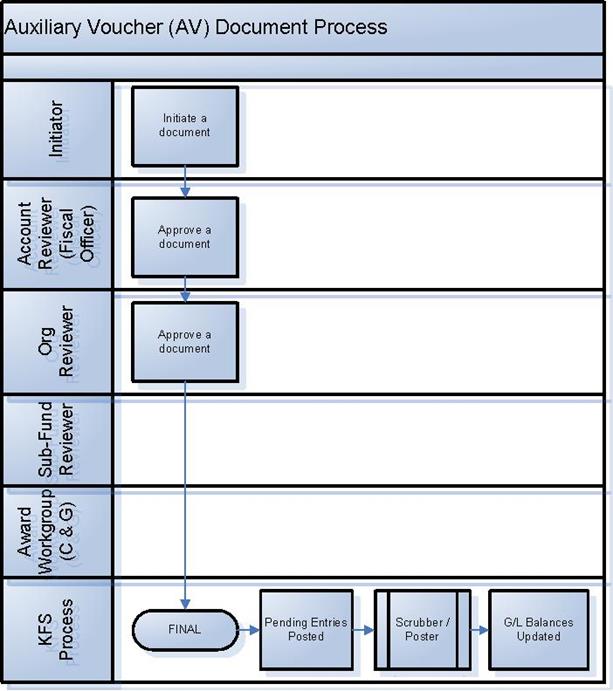 Auxiliary Voucher (AV) Document Process
Initiator
Initiate a
document
Account
Reviewer
(Fiscal
Officer)
Approve a
document
Org
Reviewer
Approve a
document
Sub-Fund
Reviewer
Award
Workgroup
(C & G)
KFS
Process
FINAL
Pending Entries
Posted
Scrubber /
Poster
G/L Balances
Updated